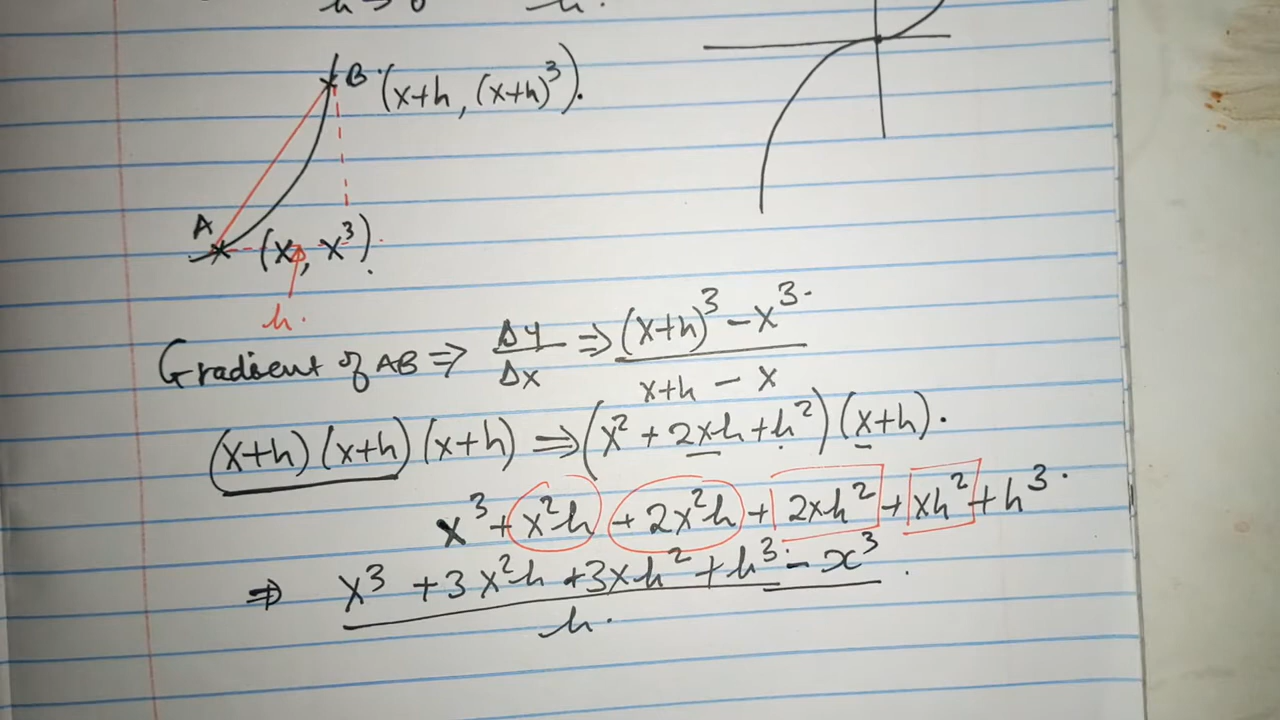 h→0 h.
B. (x+h, (x+h)³).
A (x, x³).
h.
Gradient of AB ⇒ Δy/Δx ⇒ (x+h)³ - x³ / x+h - x
(x+h)(x+h)(x+h) ⇒ (x² + 2xh + h²)(x+h).
x³ + x²h + 2x²h + 2xh² + xh² + h³.
⇒ x³ + 3x²h + 3xh² + h³ - x³ / h.